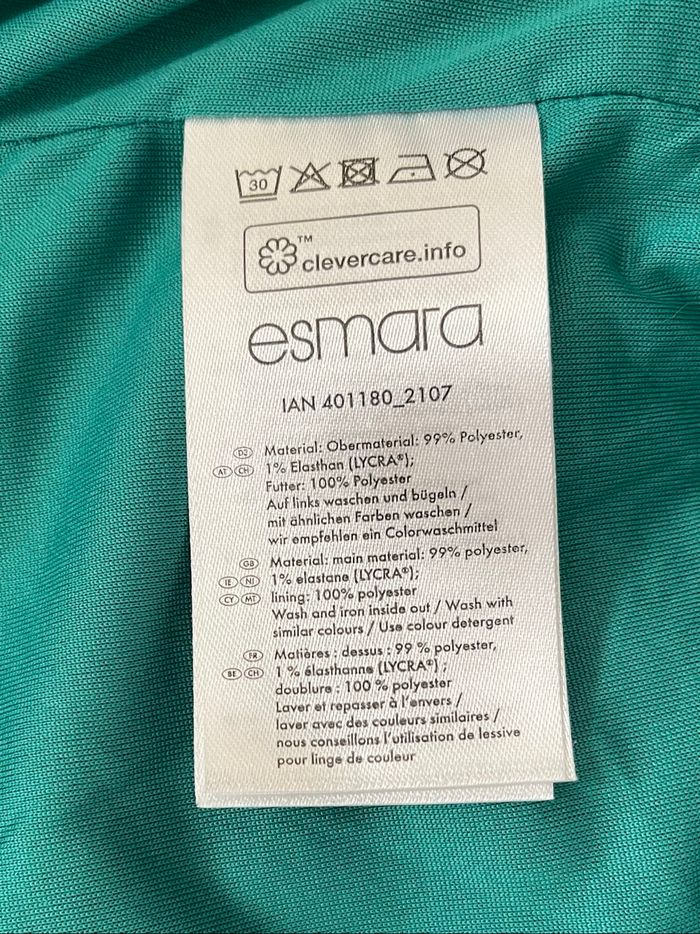 30
™
clevercare.info
esmara
IAN 401180_2107
DE Material: Obermaterial: 99% Polyester,
AT CH 1% Elasthan (LYCRA®);
Futter: 100% Polyester
Auf links waschen und bügeln /
mit ähnlichen Farben waschen /
wir empfehlen ein Colorwaschmittel
GB Material: main material: 99% polyester,
IE NI 1% elastane (LYCRA®);
CY MT lining: 100% polyester
Wash and iron inside out / Wash with
similar colours / Use colour detergent
FR Matières : dessus : 99 % polyester,
BE CH 1 % élasthanne (LYCRA®) ;
doublure : 100 % polyester
Laver et repasser à l'envers /
laver avec des couleurs similaires /
nous conseillons l'utilisation de lessive
pour linge de couleur